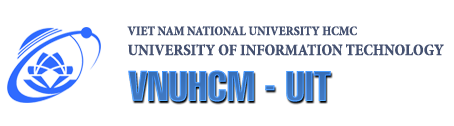 VIET NAM NATIONAL UNIVERSITY HCMC
UNIVERSITY OF INFORMATION TECHNOLOGY
VNUHCM - UIT